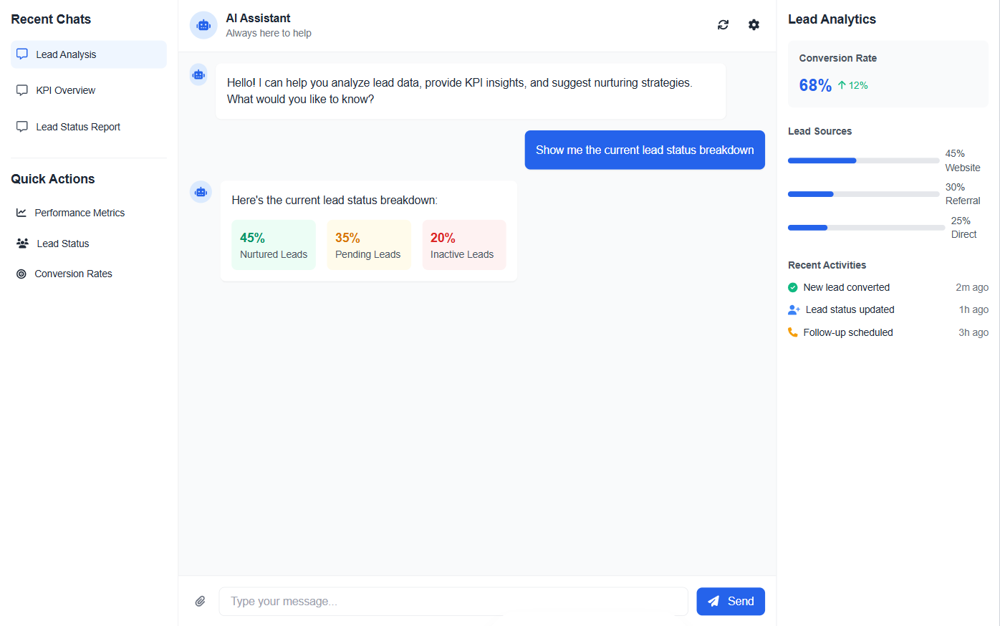 Recent Chats
Lead Analysis
KPI Overview
Lead Status Report
Quick Actions
Performance Metrics
Lead Status
Conversion Rates
AI Assistant
Always here to help
Hello! I can help you analyze lead data, provide KPI insights, and suggest nurturing strategies.
What would you like to know?
Show me the current lead status breakdown
Here's the current lead status breakdown:
45%
Nurtured Leads
35%
Pending Leads
20%
Inactive Leads
Type your message...
Send
Lead Analytics
Conversion Rate
68% 12%
Lead Sources
45%
Website
30%
Referral
25%
Direct
Recent Activities
New lead converted 2m ago
Lead status updated 1h ago
Follow-up scheduled 3h ago